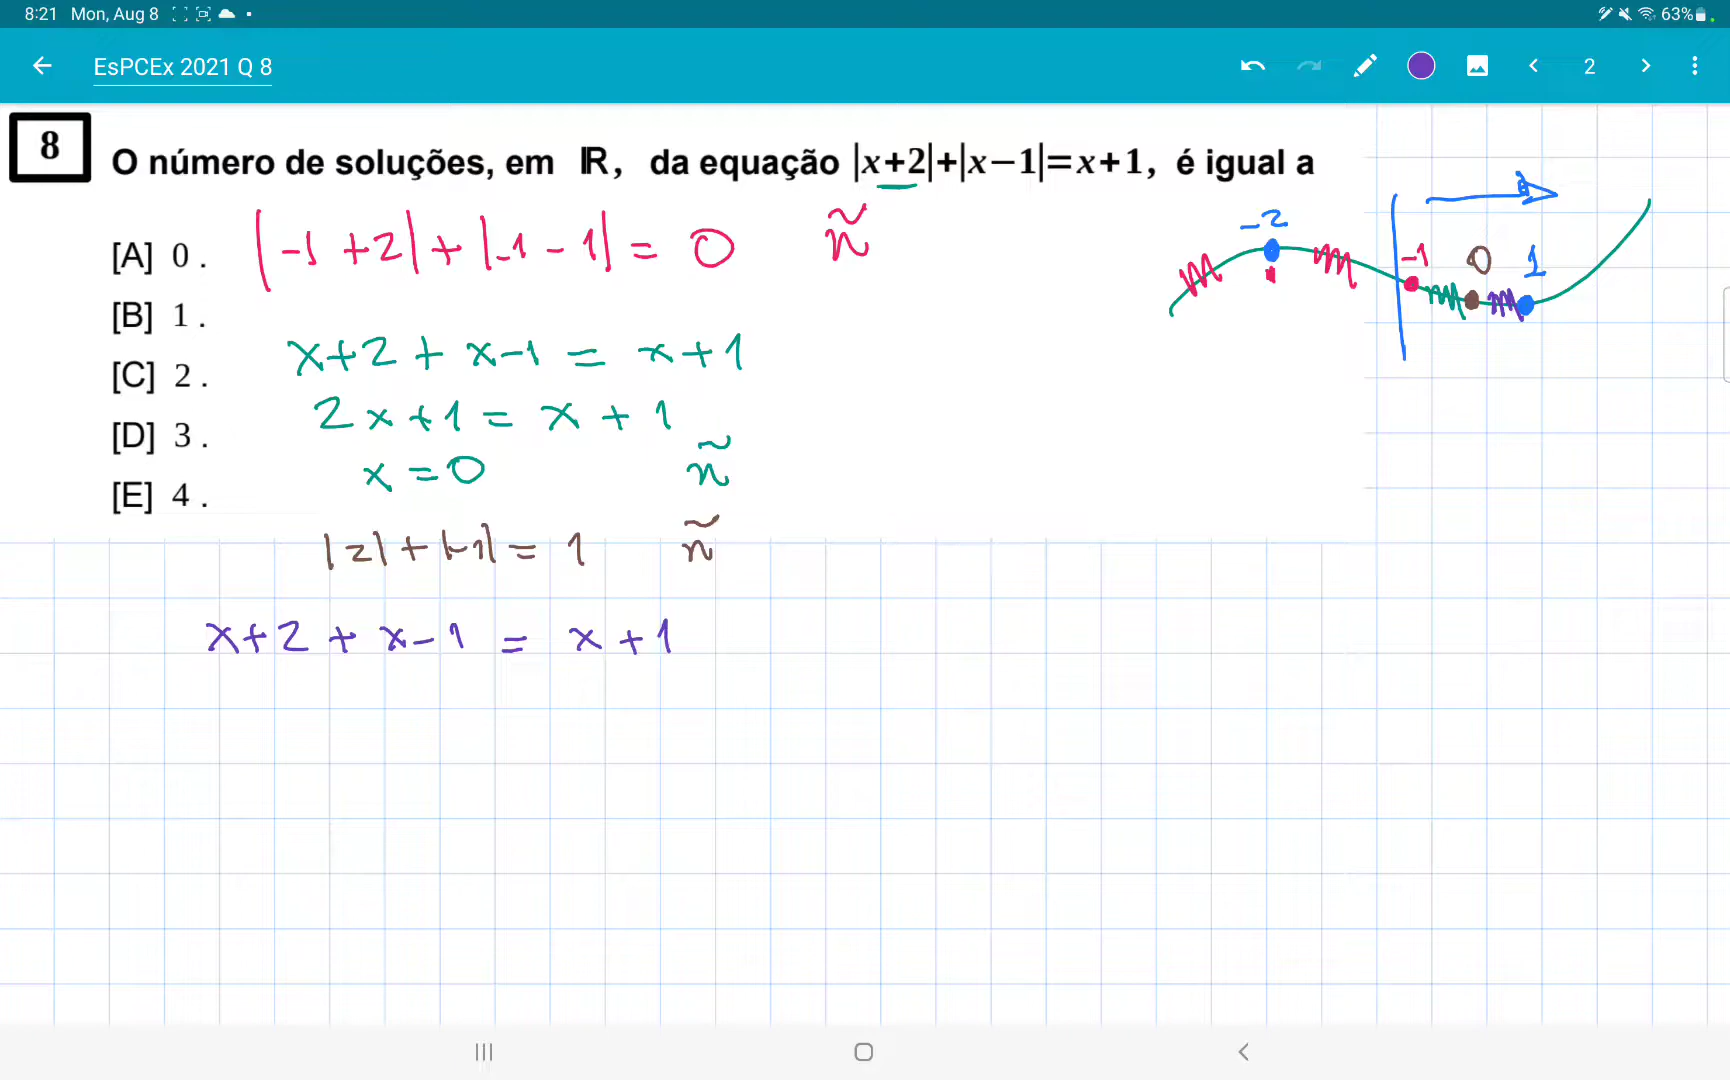 8:21 Mon, Aug 8
63%
EsPCEx 2021 Q 8
2
8
O número de soluções, em ℝ, da equação |x+2|+|x−1|=x+1, é igual a
[A] 0 .
[B] 1 .
[C] 2 .
[D] 3 .
[E] 4 .
|-1 +2| + |-1 - 1| = 0 ñ
x+2 + x-1 = x+1
2x+1 = x + 1
x = 0 ñ
|2| + |-1| = 1 ñ
x+2 + x-1 = x+1
-2 -1 0 1